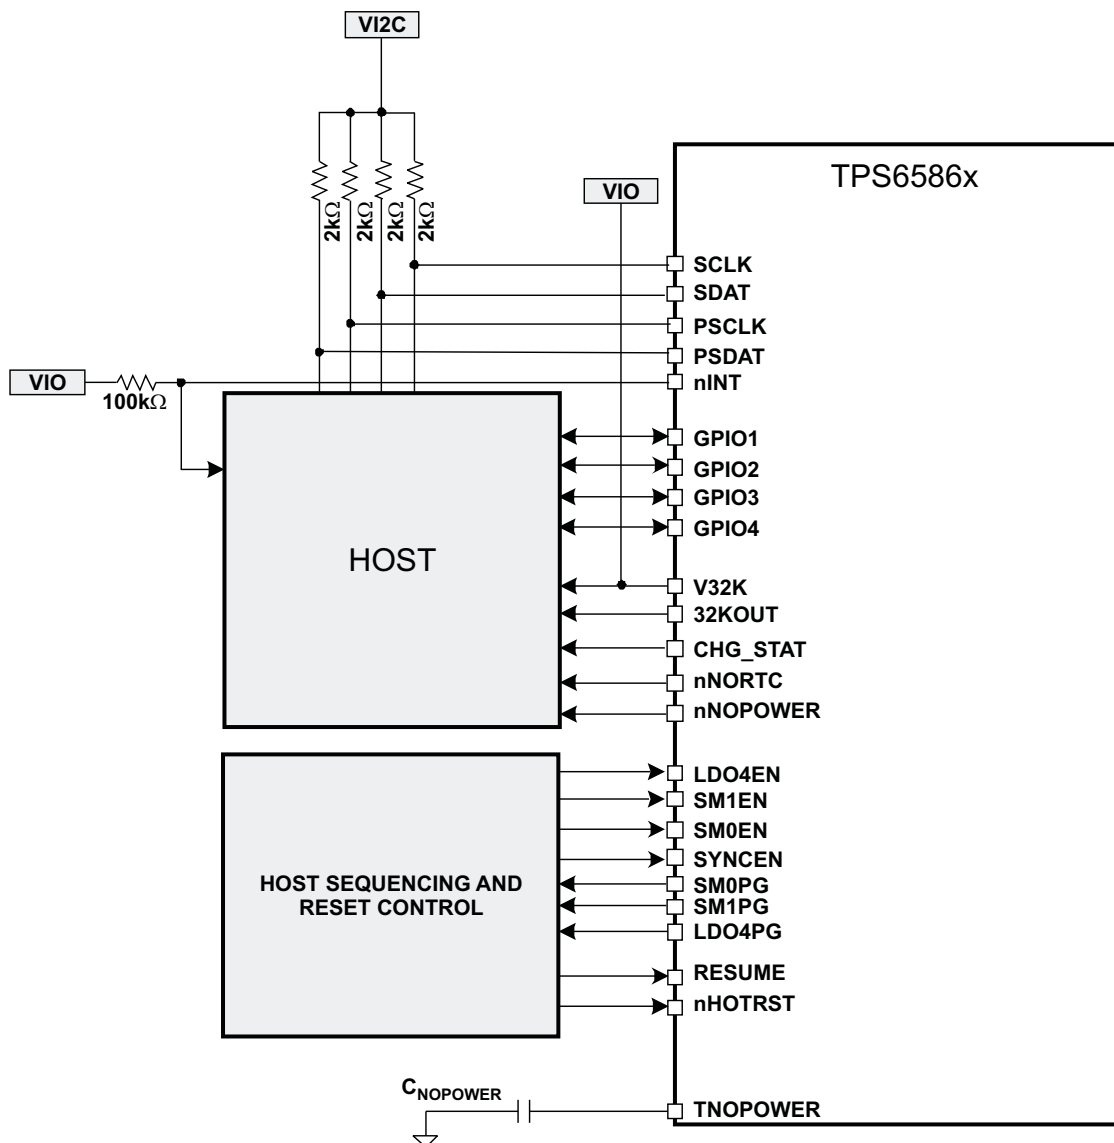 VI2C
TPS6586x
VIO
2kΩ
2kΩ
2kΩ
2kΩ
SCLK
SDAT
PSCLK
PSDAT
VIO
nINT
100kΩ
GPIO1
GPIO2
GPIO3
GPIO4
HOST
V32K
32KOUT
CHG_STAT
nNORTC
nNOPOWER
LDO4EN
SM1EN
SM0EN
SYNCEN
HOST SEQUENCING AND
RESET CONTROL
SM0PG
SM1PG
LDO4PG
RESUME
nHOTRST
CNOPOWER
TNOPOWER